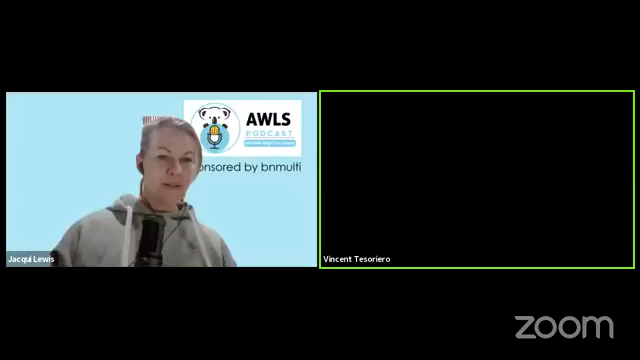 AWLS
PODCAST
onsored by bnmulti
Jacqui Lewis
Vincent Tesoriero
zoom